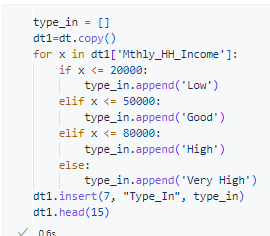 type_in = []
dt1=dt.copy()
for x in dt1['Mthly_HH_Income']:
    if x <= 20000:
        type_in.append('Low')
    elif x <= 50000:
        type_in.append('Good')
    elif x <= 80000:
        type_in.append('High')
    else:
        type_in.append('Very High')
dt1.insert(7, "Type_In", type_in)
dt1.head(15)
✓ 0.6s